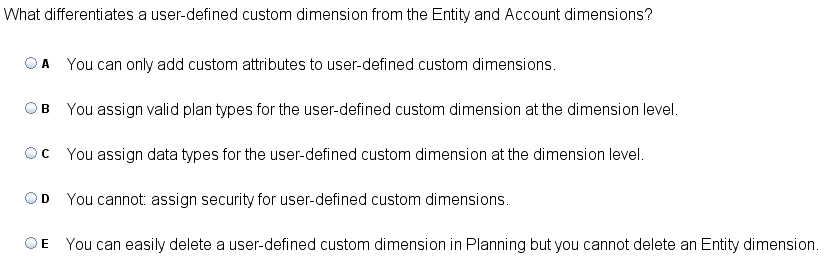 What differentiates a user-defined custom dimension from the Entity and Account dimensions?
A You can only add custom attributes to user-defined custom dimensions.
B You assign valid plan types for the user-defined custom dimension at the dimension level.
C You assign data types for the user-defined custom dimension at the dimension level.
D You cannot: assign security for user-defined custom dimensions.
E You can easily delete a user-defined custom dimension in Planning but you cannot delete an Entity dimension.